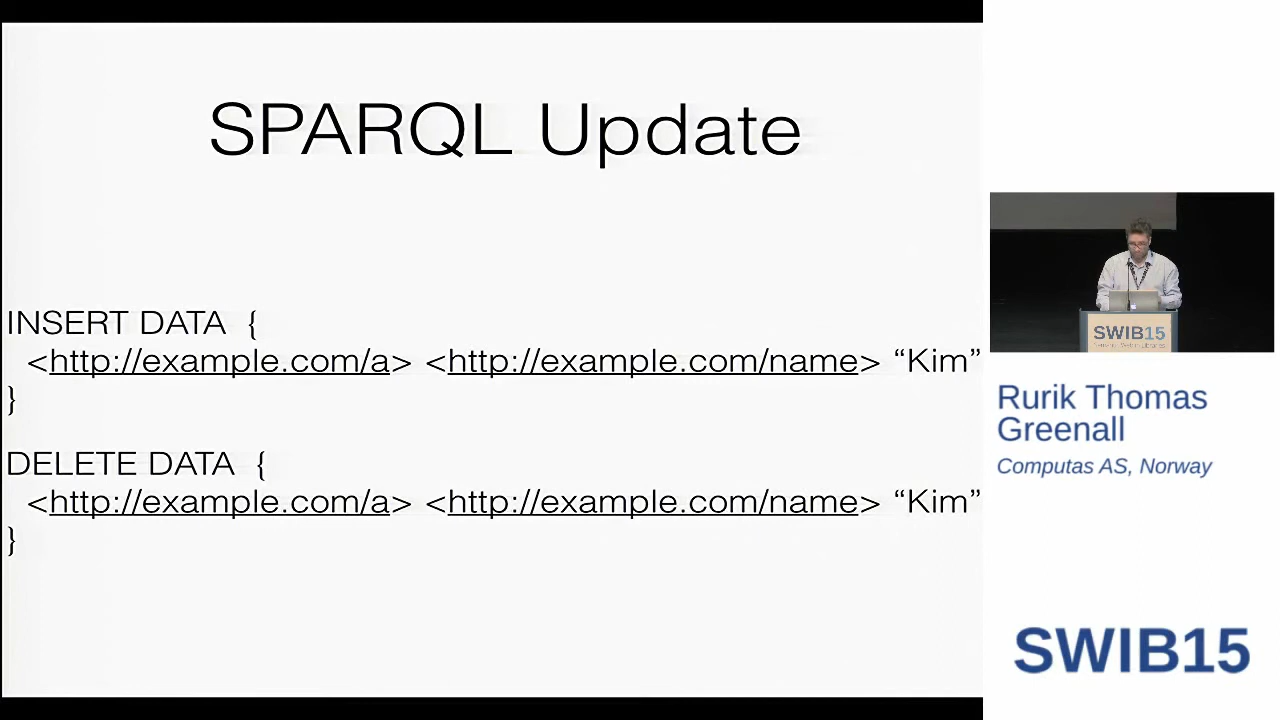 SPARQL Update
INSERT DATA {
<http://example.com/a> <http://example.com/name> “Kim”
}
DELETE DATA {
<http://example.com/a> <http://example.com/name> “Kim”
}
SWIB15
Rurik Thomas
Greenall
Computas AS, Norway
SWIB15